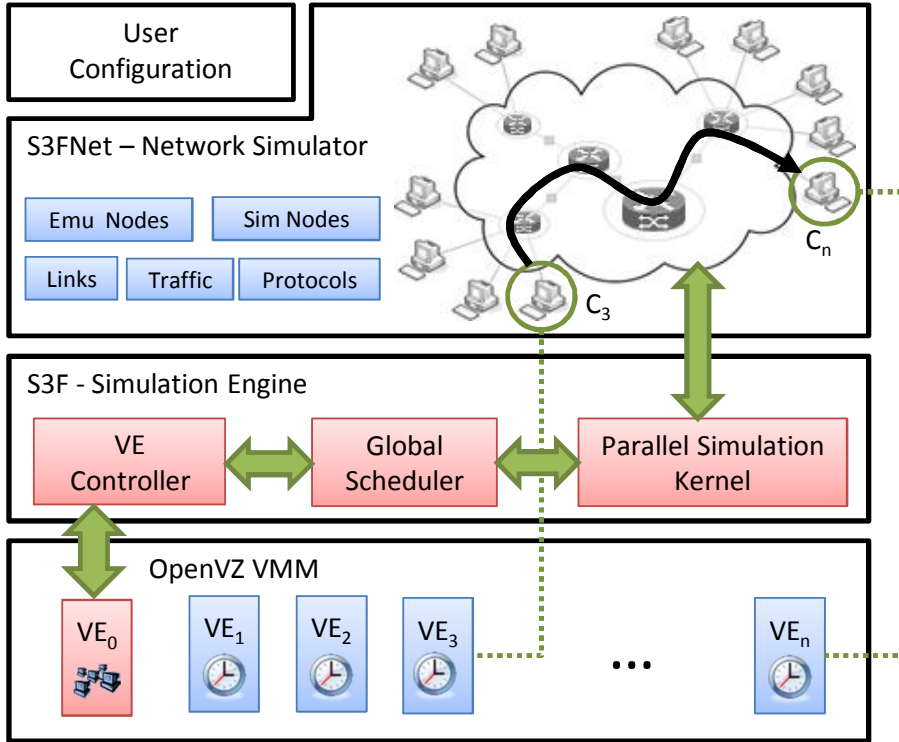 User
Configuration
S3FNet – Network Simulator
Emu Nodes
Sim Nodes
Links
Traffic
Protocols
Cn
C3
S3F - Simulation Engine
VE
Controller
Global
Scheduler
Parallel Simulation
Kernel
OpenVZ VMM
VE0
VE1
VE2
VE3
...
VEn